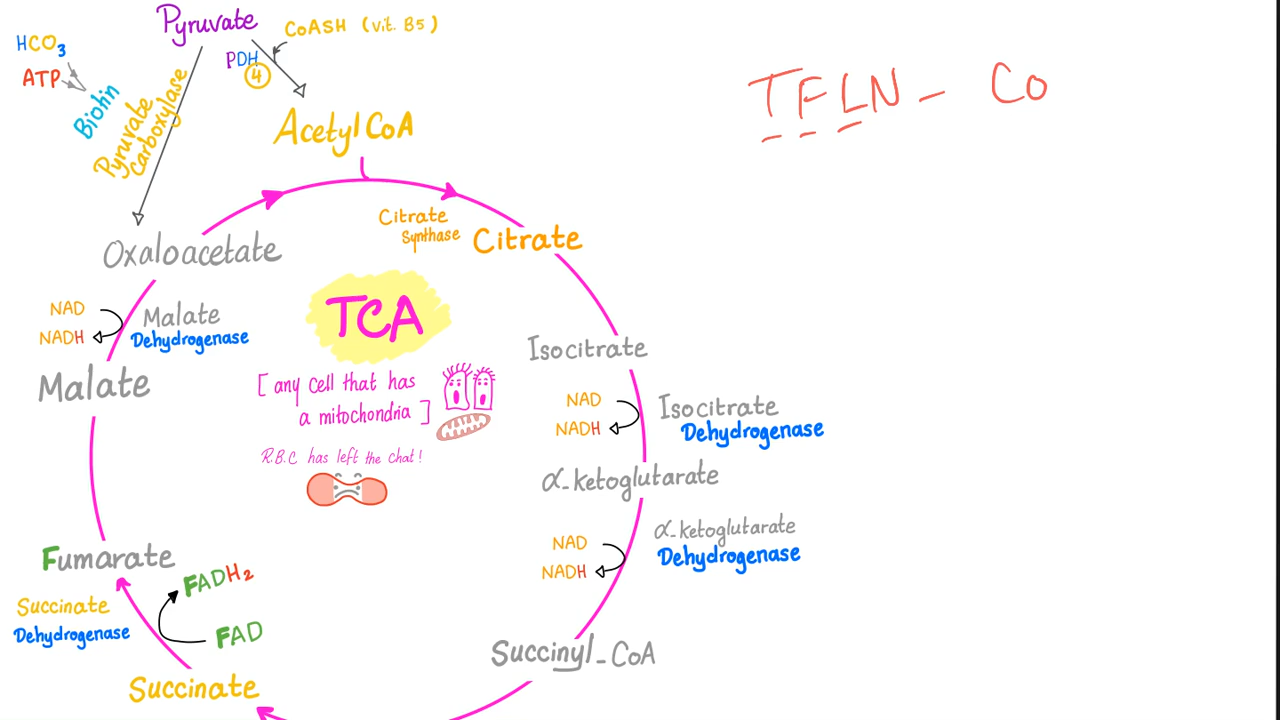 Pyruvate
CoASH (vit. B5)
HCO3
ATP
Biotin
Pyruvate
Carboxylase
PDH
4
Acetyl CoA
TFLN - Co
Citrate
Synthase
Citrate
Oxaloacetate
NAD
NADH
Malate
Dehydrogenase
Malate
TCA
[ any cell that has
a mitochondria ]
R.B.C has left the chat!
Isocitrate
NAD
NADH
Isocitrate
Dehydrogenase
α-ketoglutarate
NAD
NADH
α-ketoglutarate
Dehydrogenase
Succinyl-CoA
Fumarate
FADH2
FAD
Succinate
Dehydrogenase
Succinate